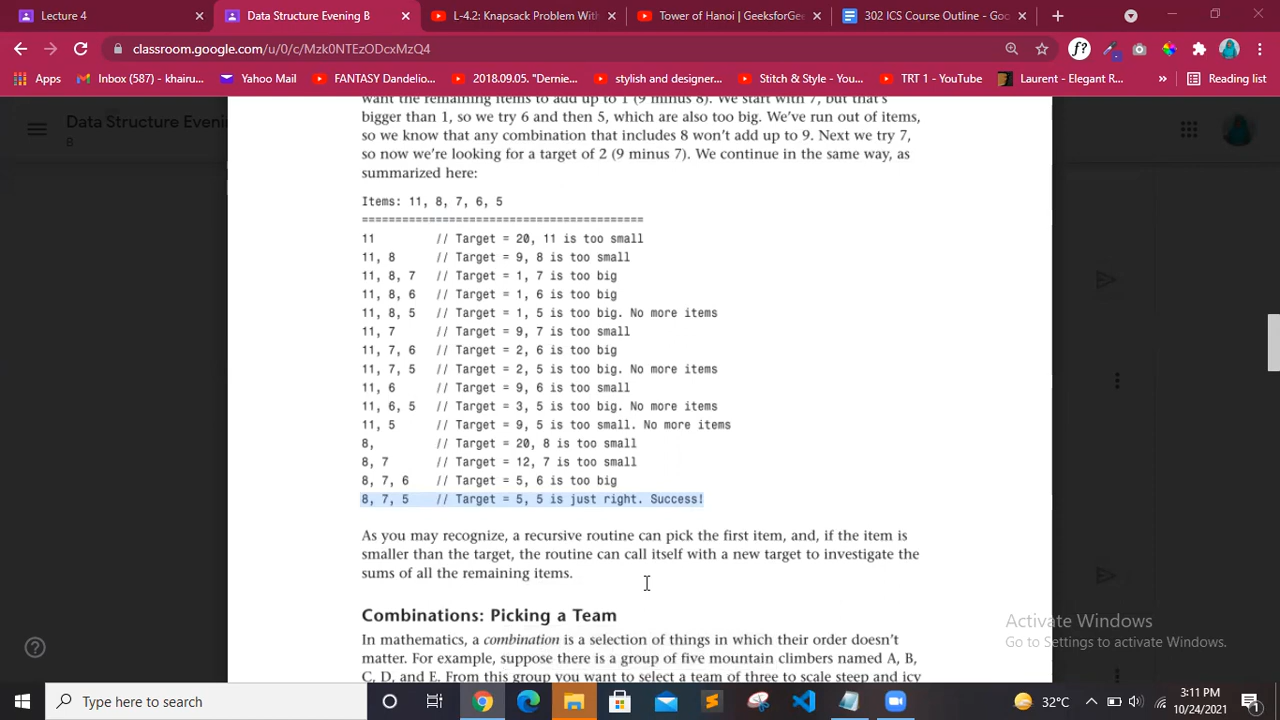 Lecture 4
Data Structure Evening B
L-4.2: Knapsack Problem With
Tower of Hanoi | GeeksforGee
302 ICS Course Outline - Goo
classroom.google.com/u/0/c/Mzk0NTEzODcxMzQ4
Apps
Inbox (587) - khairu...
Yahoo Mail
FANTASY Dandelio...
2018.09.05. "Dernie...
stylish and designer...
Stitch & Style - You...
TRT 1 - YouTube
Laurent - Elegant R...
»
Reading list
Data Structure Evenin
B
want the remaining items to add up to 1 (9 minus 8). We start with 7, but that's
bigger than 1, so we try 6 and then 5, which are also too big. We've run out of items,
so we know that any combination that includes 8 won't add up to 9. Next we try 7,
so now we're looking for a target of 2 (9 minus 7). We continue in the same way, as
summarized here:
Items: 11, 8, 7, 6, 5
==========================================
11 // Target = 20, 11 is too small
11, 8 // Target = 9, 8 is too small
11, 8, 7 // Target = 1, 7 is too big
11, 8, 6 // Target = 1, 6 is too big
11, 8, 5 // Target = 1, 5 is too big. No more items
11, 7 // Target = 9, 7 is too small
11, 7, 6 // Target = 2, 6 is too big
11, 7, 5 // Target = 2, 5 is too big. No more items
11, 6 // Target = 9, 6 is too small
11, 6, 5 // Target = 3, 5 is too big. No more items
11, 5 // Target = 9, 5 is too small. No more items
8, // Target = 20, 8 is too small
8, 7 // Target = 12, 7 is too small
8, 7, 6 // Target = 5, 6 is too big
8, 7, 5 // Target = 5, 5 is just right. Success!
As you may recognize, a recursive routine can pick the first item, and, if the item is
smaller than the target, the routine can call itself with a new target to investigate the
sums of all the remaining items.
Combinations: Picking a Team
In mathematics, a combination is a selection of things in which their order doesn't
matter. For example, suppose there is a group of five mountain climbers named A, B,
C, D, and E. From this group you want to select a team of three to scale steep and icy
Activate Windows
Go to Settings to activate Windows.
Type here to search
32°C
3:11 PM
10/24/2021